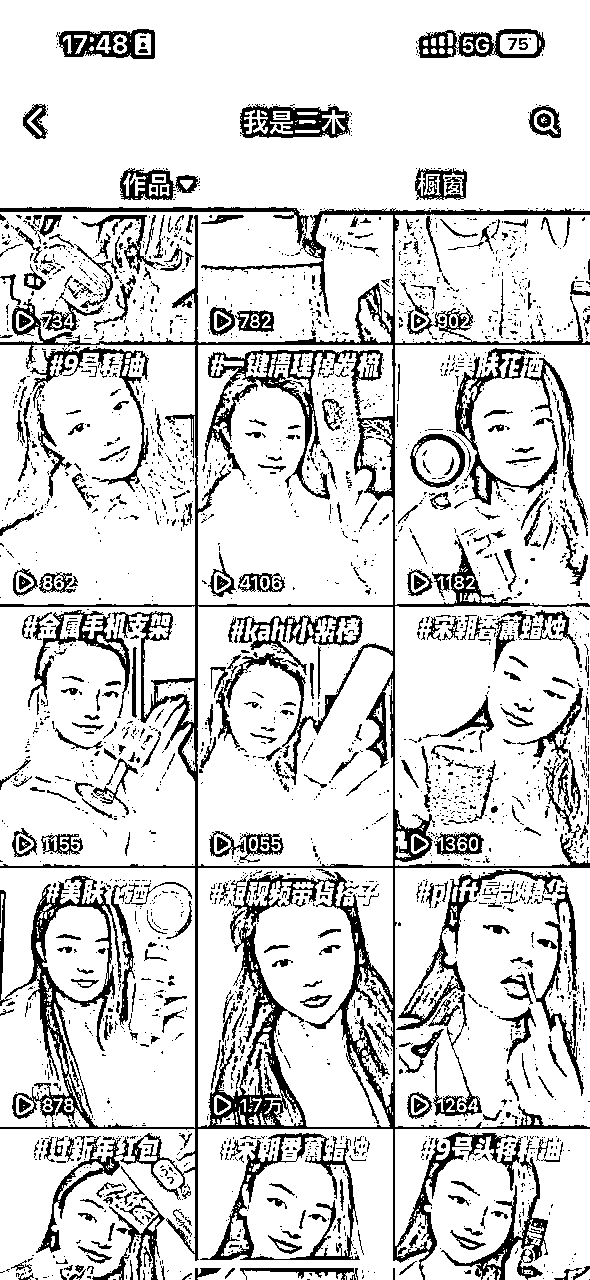 17:48 5G 75
我是三木
作品 橱窗
734 782 902
#9号精油 #一键清理掉发梳 #美肤花洒
862 4106 1182
#金属手机支架 #kahi小紫棒 #宋朝香薰蜡烛
1155 1055 1360
#美肤花洒 #短视频带货搭子 #plift唇部精华
878 1.7万 1264
#过新年红包 #宋朝香薰蜡烛 #9号头疗精油